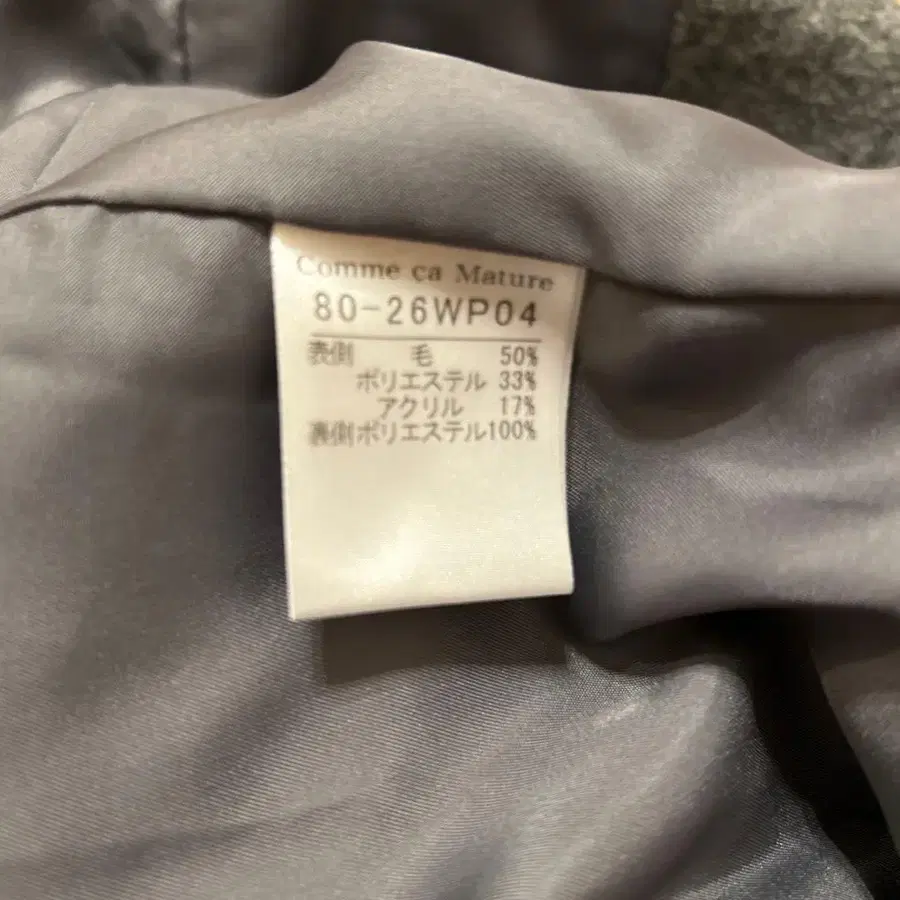 Comme ca Mature
80-26WP04
表側 毛 50%
ポリエステル 33%
アクリル 17%
裏側ポリエステル100%